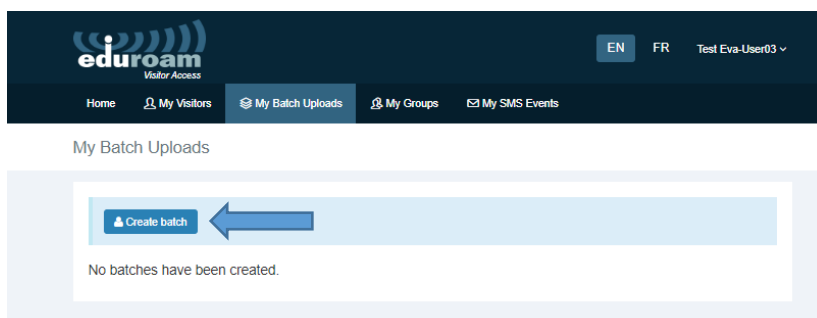 eduroam
Visitor Access
EN FR Test Eva-User03
Home My Visitors My Batch Uploads My Groups My SMS Events
My Batch Uploads
Create batch
No batches have been created.